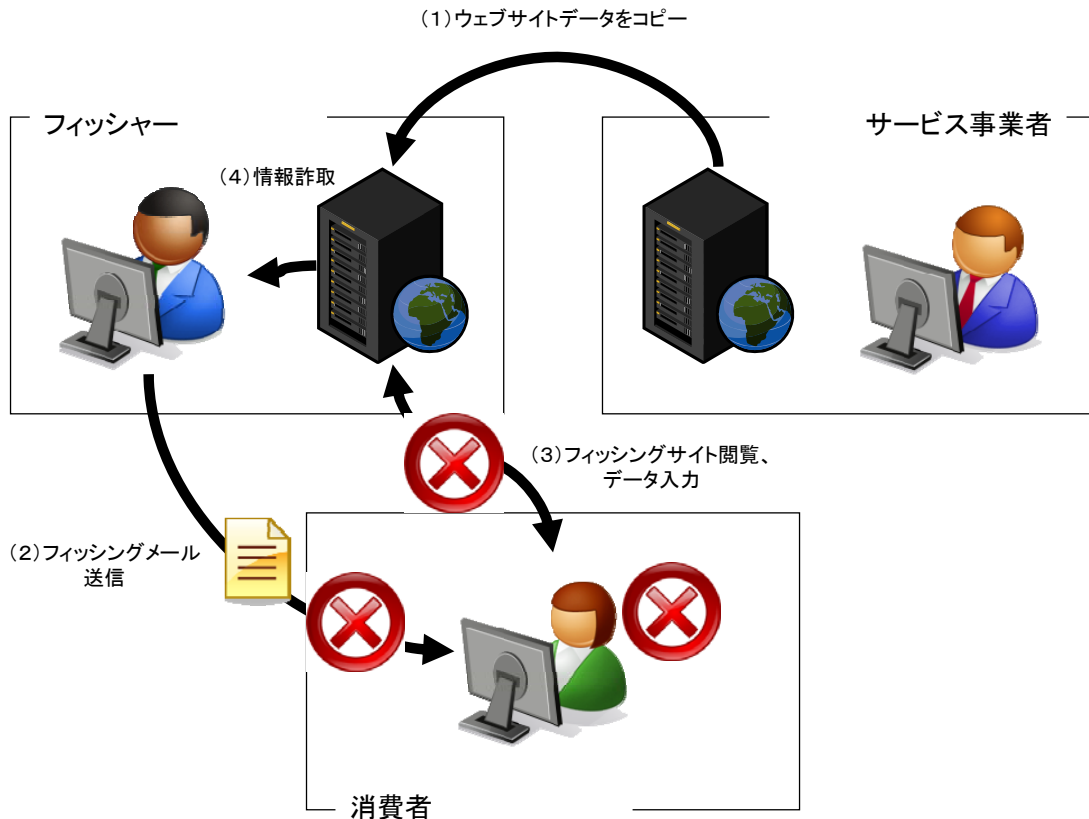 (1)ウェブサイトデータをコピー
フィッシャー
サービス事業者
(4)情報詐取
(3)フィッシングサイト閲覧、
データ入力
(2)フィッシングメール
送信
消費者